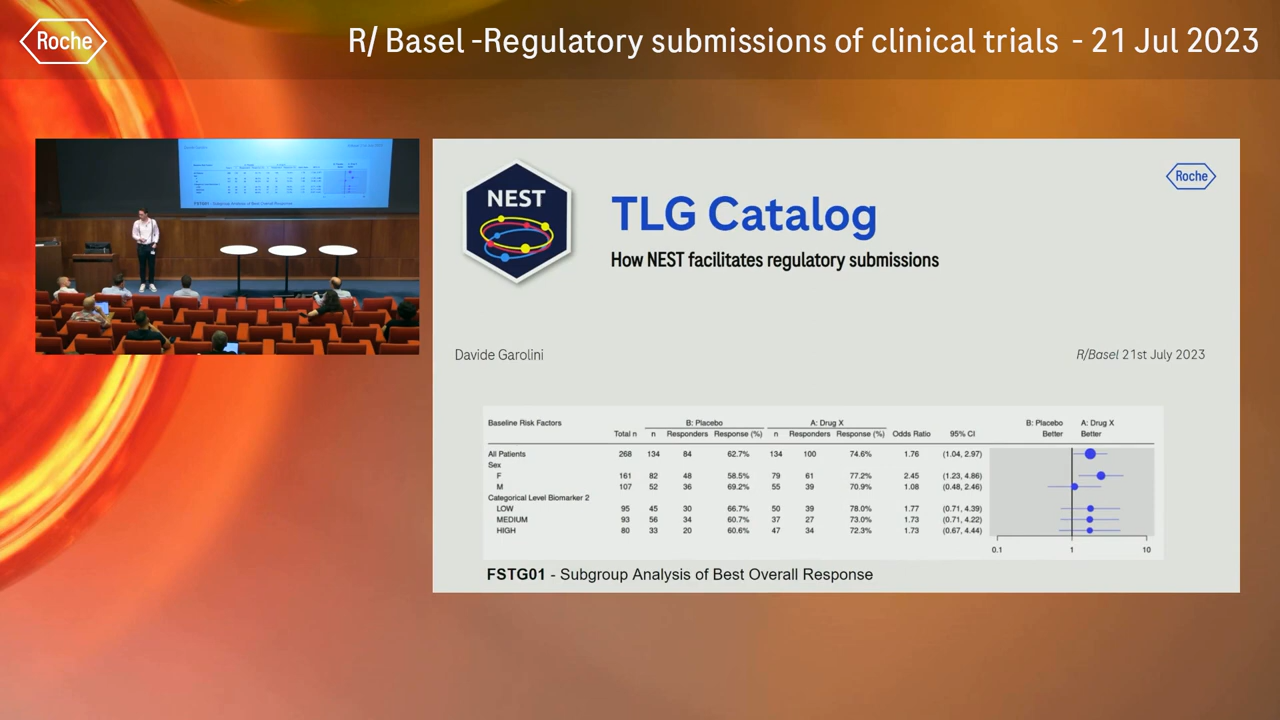 Roche
R/ Basel -Regulatory submissions of clinical trials - 21 Jul 2023
NEST
Roche
TLG Catalog
How NEST facilitates regulatory submissions
Davide Garolini
R/Basel 21st July 2023
Baseline Risk Factors B: Placebo A: Drug X B: Placebo A: Drug X
Total n n Responders Response (%) n Responders Response (%) Odds Ratio 95% CI Better Better
All Patients 268 134 84 62.7% 134 100 74.6% 1.76 (1.04, 2.97)
Sex
F 161 82 48 58.5% 79 61 77.2% 2.45 (1.23, 4.86)
M 107 52 36 69.2% 55 39 70.9% 1.08 (0.48, 2.46)
Categorical Level Biomarker 2
LOW 95 45 30 66.7% 50 39 78.0% 1.77 (0.71, 4.39)
MEDIUM 93 56 34 60.7% 37 27 73.0% 1.73 (0.71, 4.22)
HIGH 80 33 20 60.6% 47 34 72.3% 1.73 (0.67, 4.44)
0.1 1 10
FSTG01 - Subgroup Analysis of Best Overall Response